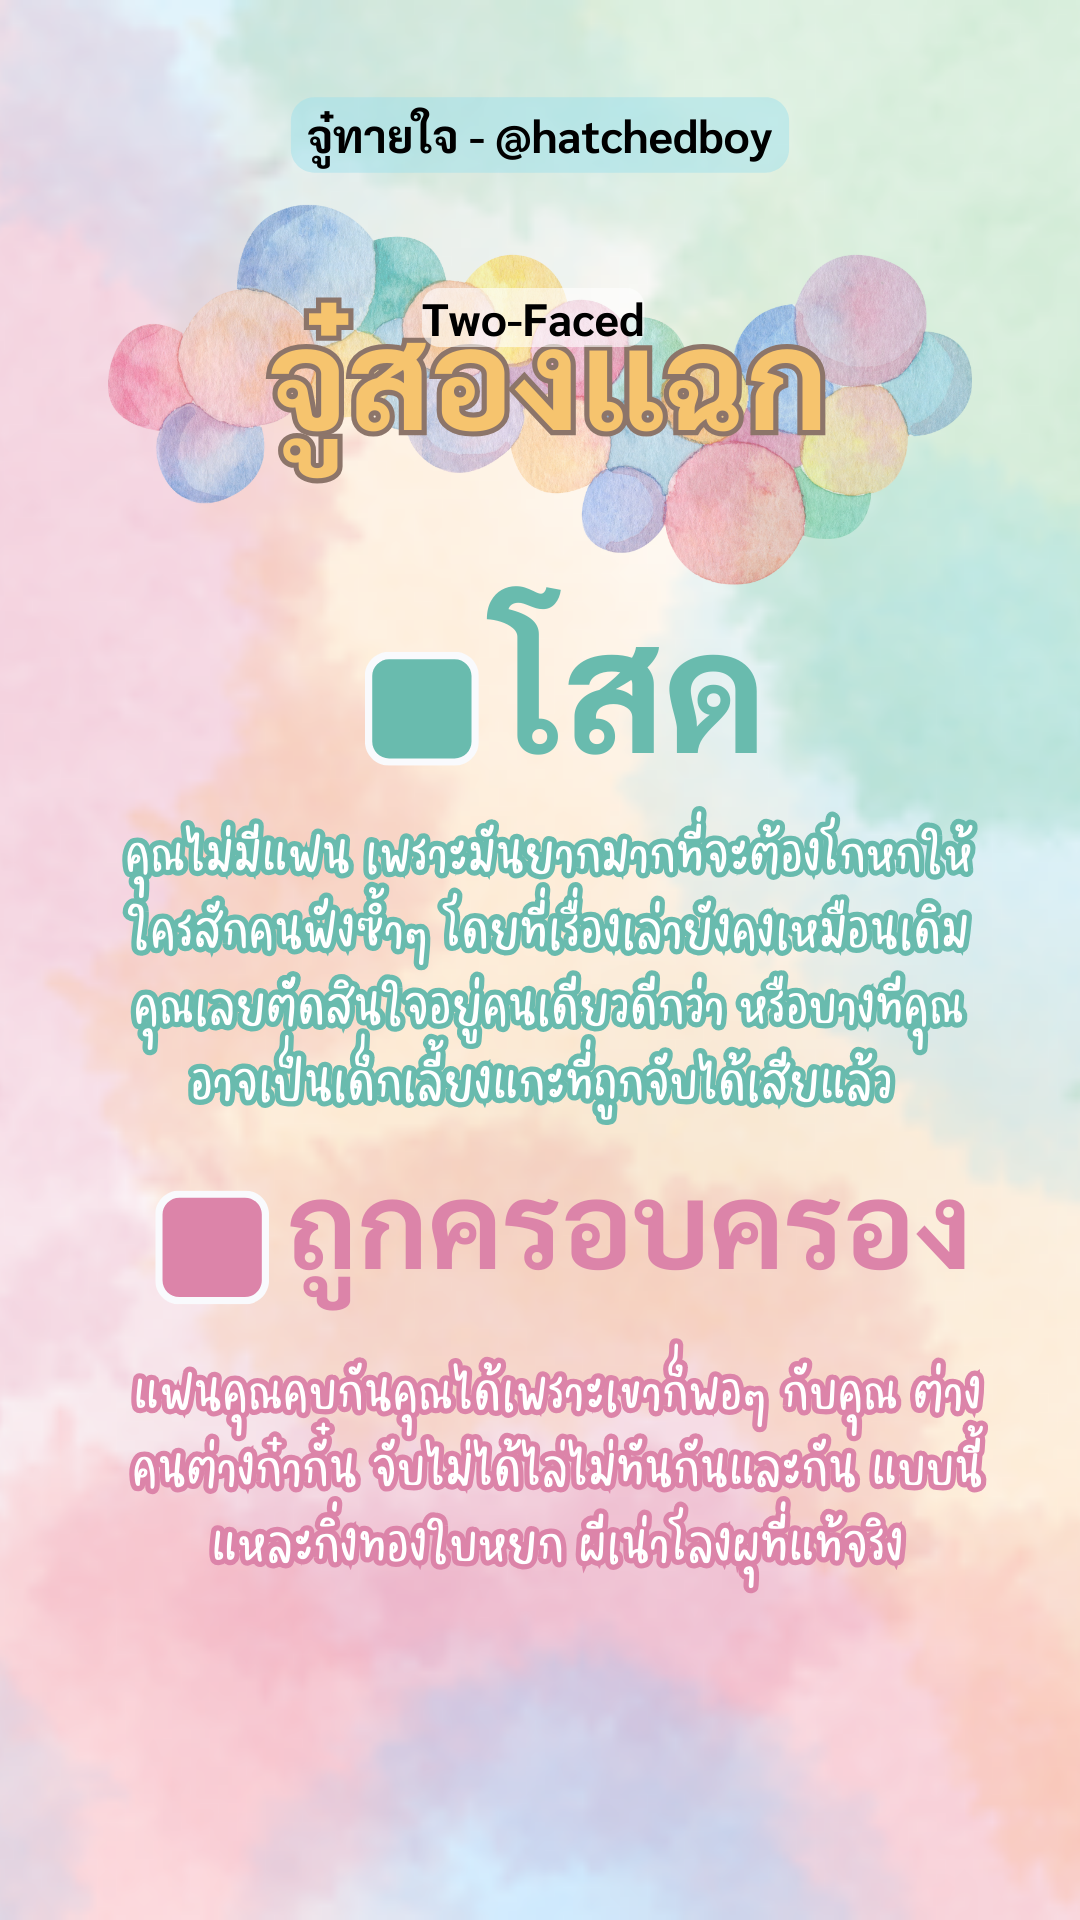 จู๋ทายใจ - @hatchedboy
Two-Faced
จู๋สองแฉก
โสด
คุณไม่มีแฟน เพราะมันยากมากที่จะต้องโกหกให้
ใครสักคนฟังซ้ำๆ โดยที่เรื่องเล่ายังคงเหมือนเดิม
คุณเลยตัดสินใจอยู่คนเดียวดีกว่า หรือบางทีคุณ
อาจเป็นเด็กเลี้ยงแกะที่ถูกจับได้เสียแล้ว
ถูกครอบครอง
แฟนคุณคบกันคุณได้เพราะเขาก็พอๆ กับคุณ ต่าง
คนต่างก๋ากั๋น จับไม่ได้ไล่ไม่ทันกันและกัน แบบนี้
แหละกิ่งทองใบหยก ผีเน่าโลงผุที่แท้จริง